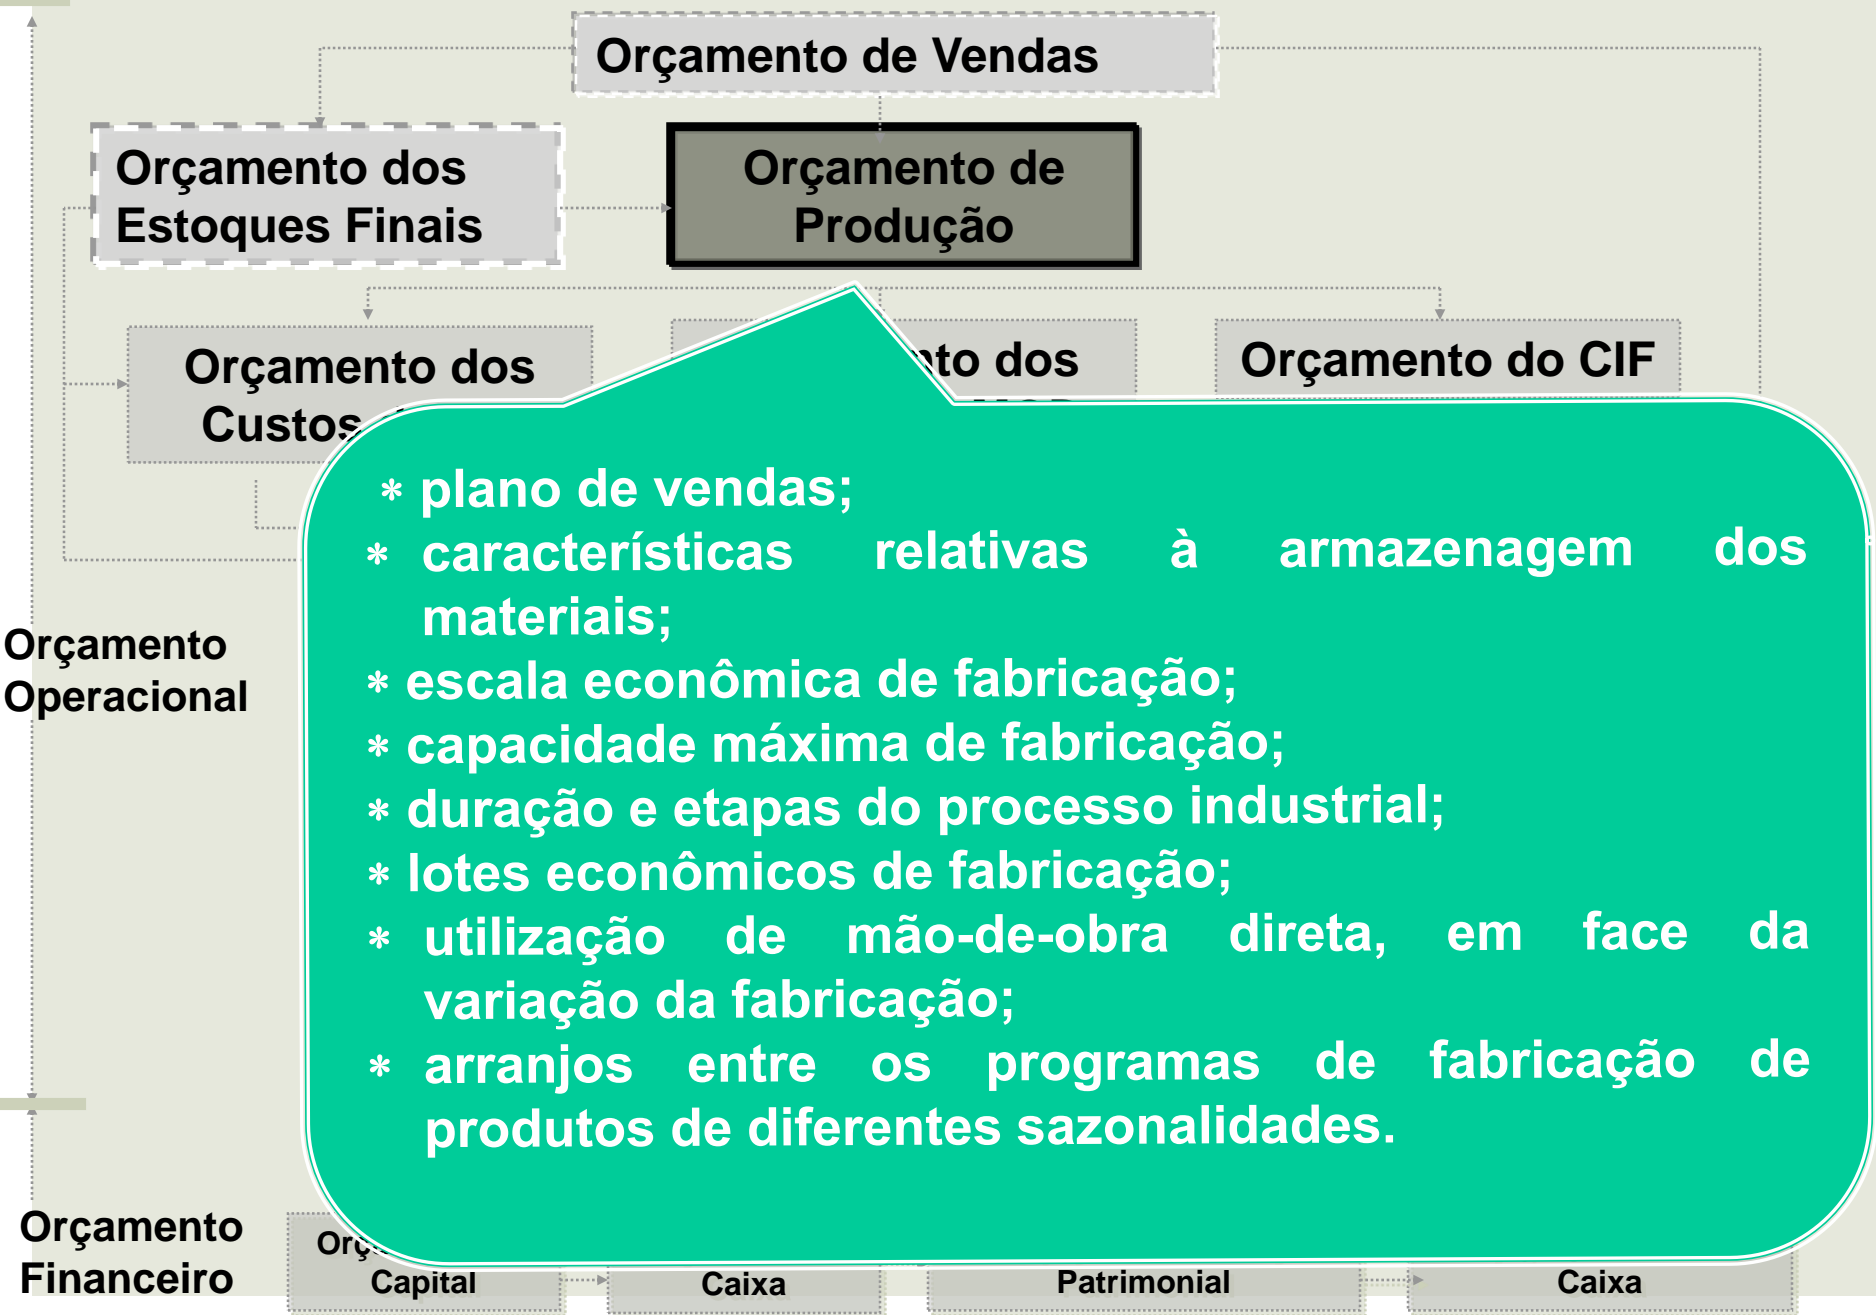 Orçamento de Vendas
Orçamento dos
Estoques Finais
Orçamento de
Produção
Orçamento dos
Custos
dos
Orçamento do CIF
* plano de vendas;
* características relativas à armazenagem dos
materiais;
* escala econômica de fabricação;
* capacidade máxima de fabricação;
* duração e etapas do processo industrial;
* lotes econômicos de fabricação;
* utilização de mão-de-obra direta, em face da
variação da fabricação;
* arranjos entre os programas de fabricação de
produtos de diferentes sazonalidades.
Orçamento
Operacional
Orçamento
Financeiro
Capital
Caixa
Patrimonial
Caixa